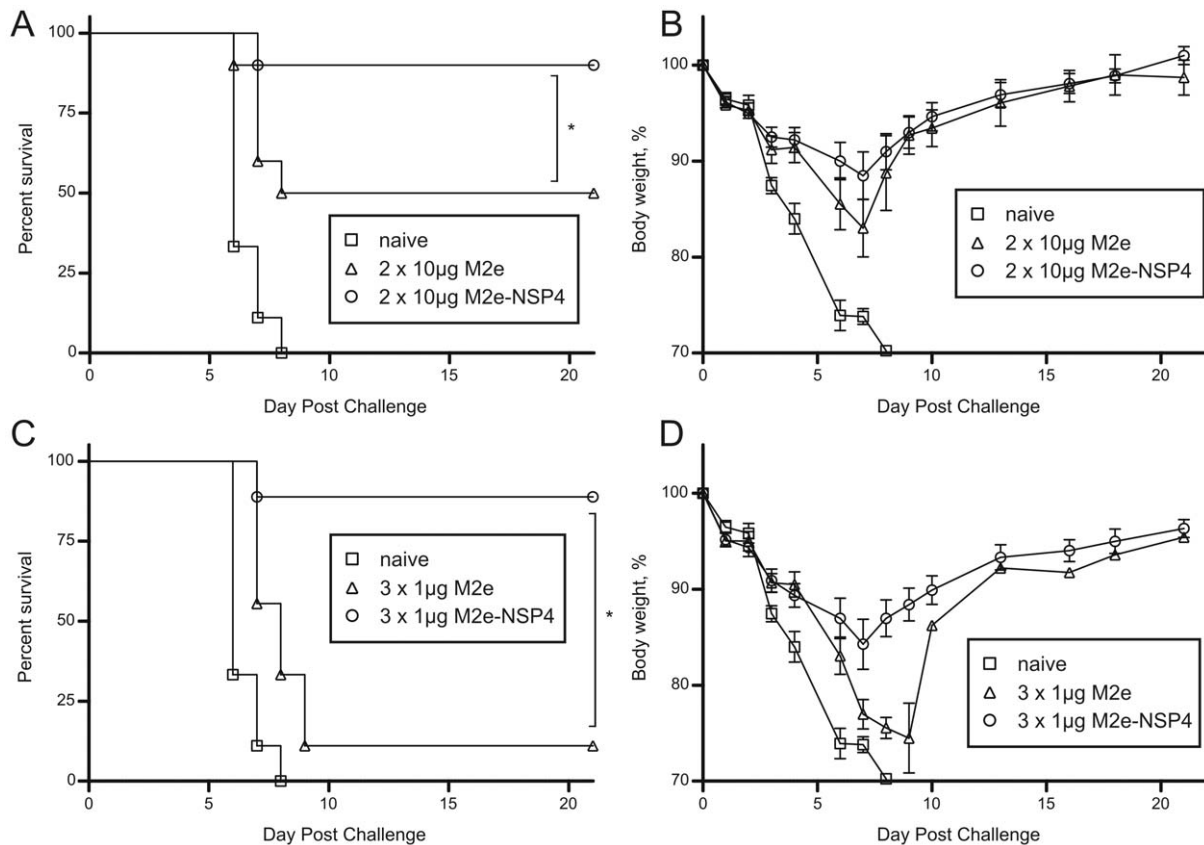 A
Percent survival
100
75
50
25
0
naive
2 x 10µg M2e
2 x 10µg M2e-NSP4
*
0 5 10 15 20
Day Post Challenge
B
Body weight, %
100
90
80
70
naive
2 x 10µg M2e
2 x 10µg M2e-NSP4
0 5 10 15 20
Day Post Challenge
C
Percent survival
100
75
50
25
0
naive
3 x 1µg M2e
3 x 1µg M2e-NSP4
*
0 5 10 15 20
Day Post Challenge
D
Body weight, %
100
90
80
70
naive
3 x 1µg M2e
3 x 1µg M2e-NSP4
0 5 10 15 20
Day Post Challenge